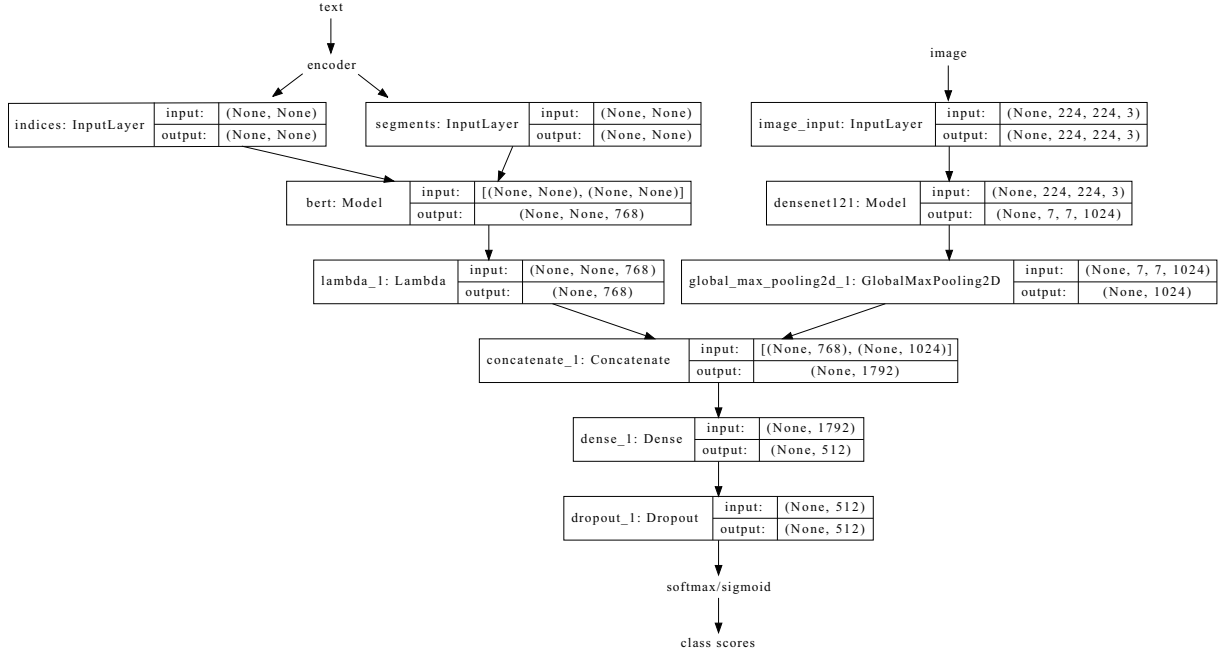 text
encoder
image
indices: InputLayer
input: (None, None)
output: (None, None)
segments: InputLayer
input: (None, None)
output: (None, None)
image_input: InputLayer
input: (None, 224, 224, 3)
output: (None, 224, 224, 3)
bert: Model
input: [(None, None), (None, None)]
output: (None, None, 768)
densenet121: Model
input: (None, 224, 224, 3)
output: (None, 7, 7, 1024)
lambda_1: Lambda
input: (None, None, 768)
output: (None, 768)
global_max_pooling2d_1: GlobalMaxPooling2D
input: (None, 7, 7, 1024)
output: (None, 1024)
concatenate_1: Concatenate
input: [(None, 768), (None, 1024)]
output: (None, 1792)
dense_1: Dense
input: (None, 1792)
output: (None, 512)
dropout_1: Dropout
input: (None, 512)
output: (None, 512)
softmax/sigmoid
class scores